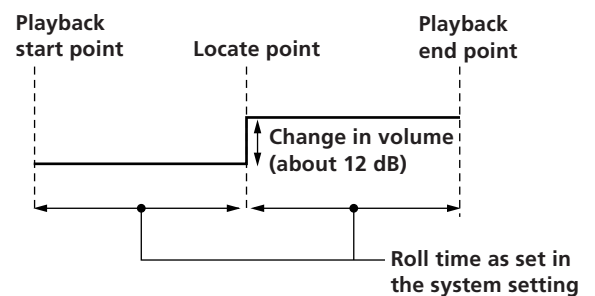 Playback
start point
Locate point
Playback
end point
Change in volume
(about 12 dB)
Roll time as set in
the system setting